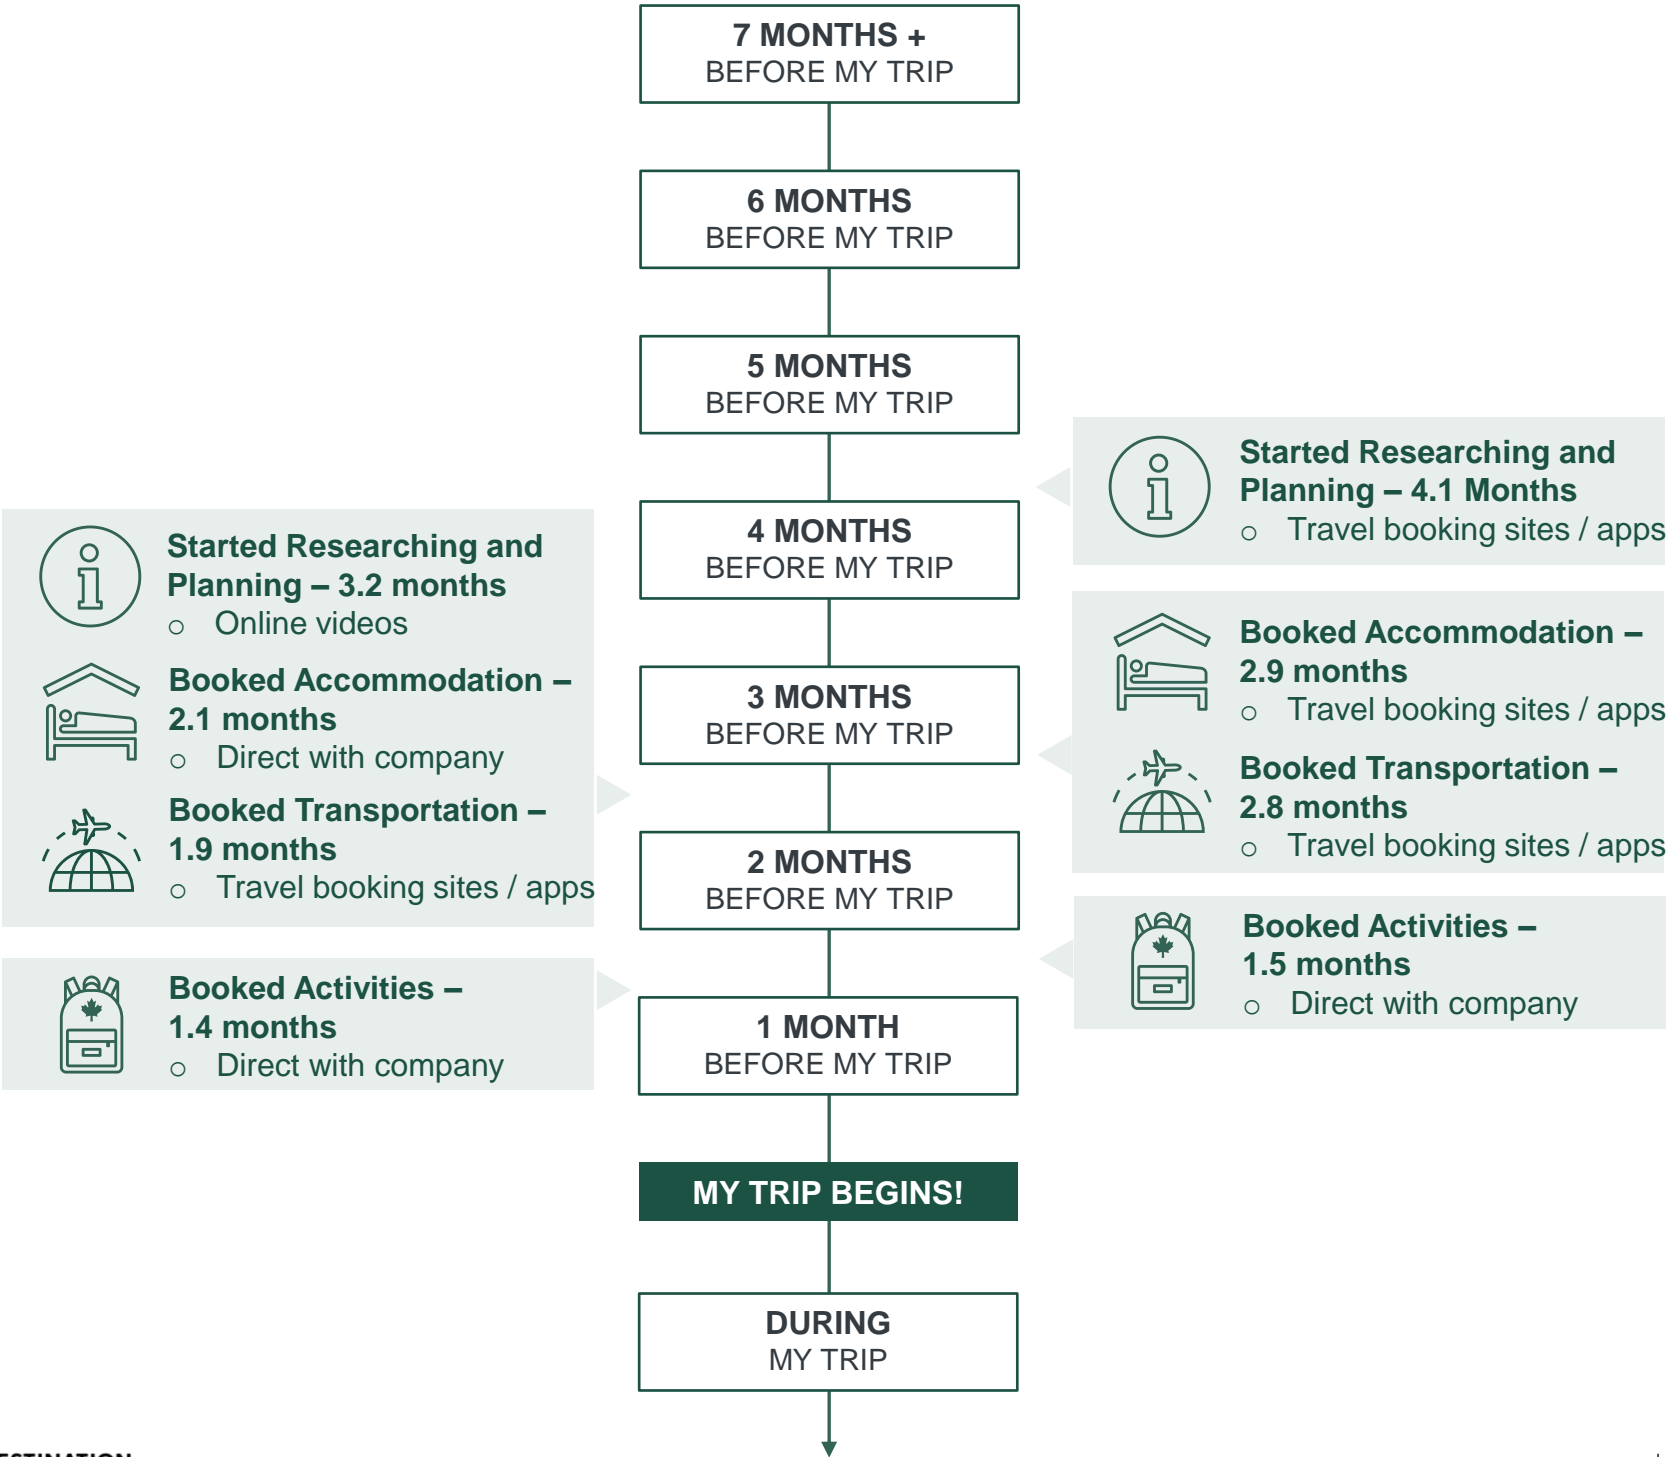 7 MONTHS +
BEFORE MY TRIP
6 MONTHS
BEFORE MY TRIP
5 MONTHS
BEFORE MY TRIP
4 MONTHS
BEFORE MY TRIP
3 MONTHS
BEFORE MY TRIP
2 MONTHS
BEFORE MY TRIP
1 MONTH
BEFORE MY TRIP
MY TRIP BEGINS!
DURING
MY TRIP
Started Researching and
Planning – 3.2 months
o Online videos
Booked Accommodation –
2.1 months
o Direct with company
Booked Transportation –
1.9 months
o Travel booking sites / apps
Booked Activities –
1.4 months
o Direct with company
Started Researching and
Planning – 4.1 Months
o Travel booking sites / apps
Booked Accommodation –
2.9 months
o Travel booking sites / apps
Booked Transportation –
2.8 months
o Travel booking sites / apps
Booked Activities –
1.5 months
o Direct with company